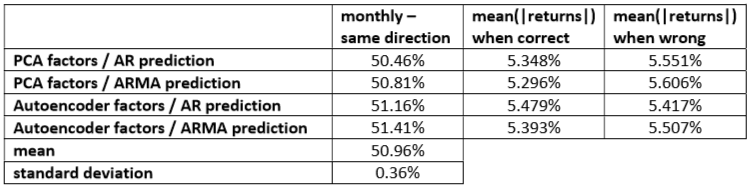 monthly – same direction mean(|returns|) when correct mean(|returns|) when wrong
PCA factors / AR prediction 50.46% 5.348% 5.551%
PCA factors / ARMA prediction 50.81% 5.296% 5.606%
Autoencoder factors / AR prediction 51.16% 5.479% 5.417%
Autoencoder factors / ARMA prediction 51.41% 5.393% 5.507%
mean 50.96%
standard deviation 0.36%